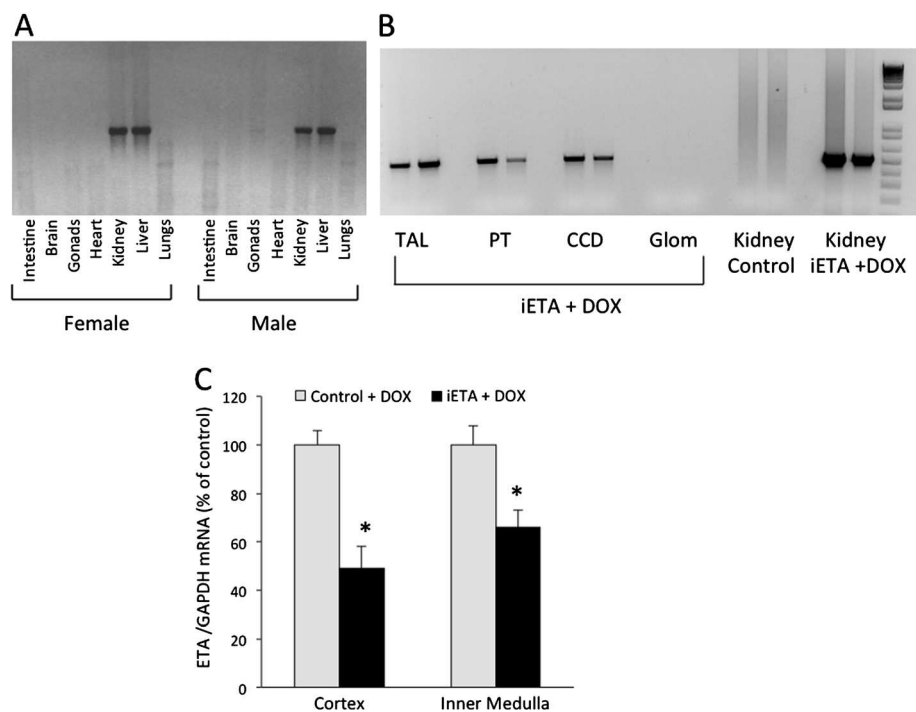 A
Intestine
Brain
Gonads
Heart
Kidney
Liver
Lungs
Intestine
Brain
Gonads
Heart
Kidney
Liver
Lungs
Female
Male
B
TAL
PT
CCD
Glom
Kidney
Control
Kidney
iETA +DOX
iETA + DOX
C
Control + DOX
iETA + DOX
ETA /GAPDH mRNA (% of control)
120
100
80
60
40
20
0
*
*
Cortex
Inner Medulla